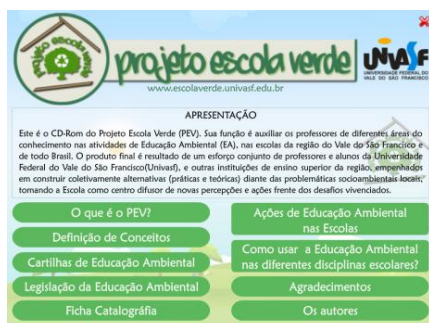 projeto escola verde
projeto escola verde
UNIVASF
UNIVERSIDADE FEDERAL DO
VALE DO SÃO FRANCISCO
www.escolaverde.univasf.edu.br
APRESENTAÇÃO
Este é o CD-Rom do Projeto Escola Verde (PEV). Sua função é auxiliar os professores de diferentes áreas do
conhecimento nas atividades de Educação Ambiental (EA), nas escolas da região do Vale do São Francisco e
de todo Brasil. O produto final é resultado de um esforço conjunto de professores e alunos da Universidade
Federal do Vale do São Francisco(Univasf), e outras instituições de ensino superior da região, empenhados
em construir coletivamente alternativas (práticas e teóricas) diante das problemáticas socioambientais locais,
tornando a Escola como centro difusor de novas percepções e ações frente dos desafios vivenciados.
O que é o PEV?
Definição de Conceitos
Cartilhas de Educação Ambiental
Legislação da Educação Ambiental
Ficha Catalográfia
Ações de Educação Ambiental
nas Escolas
Como usar a Educação Ambiental
nas diferentes disciplinas escolares?
Agradecimentos
Os autores